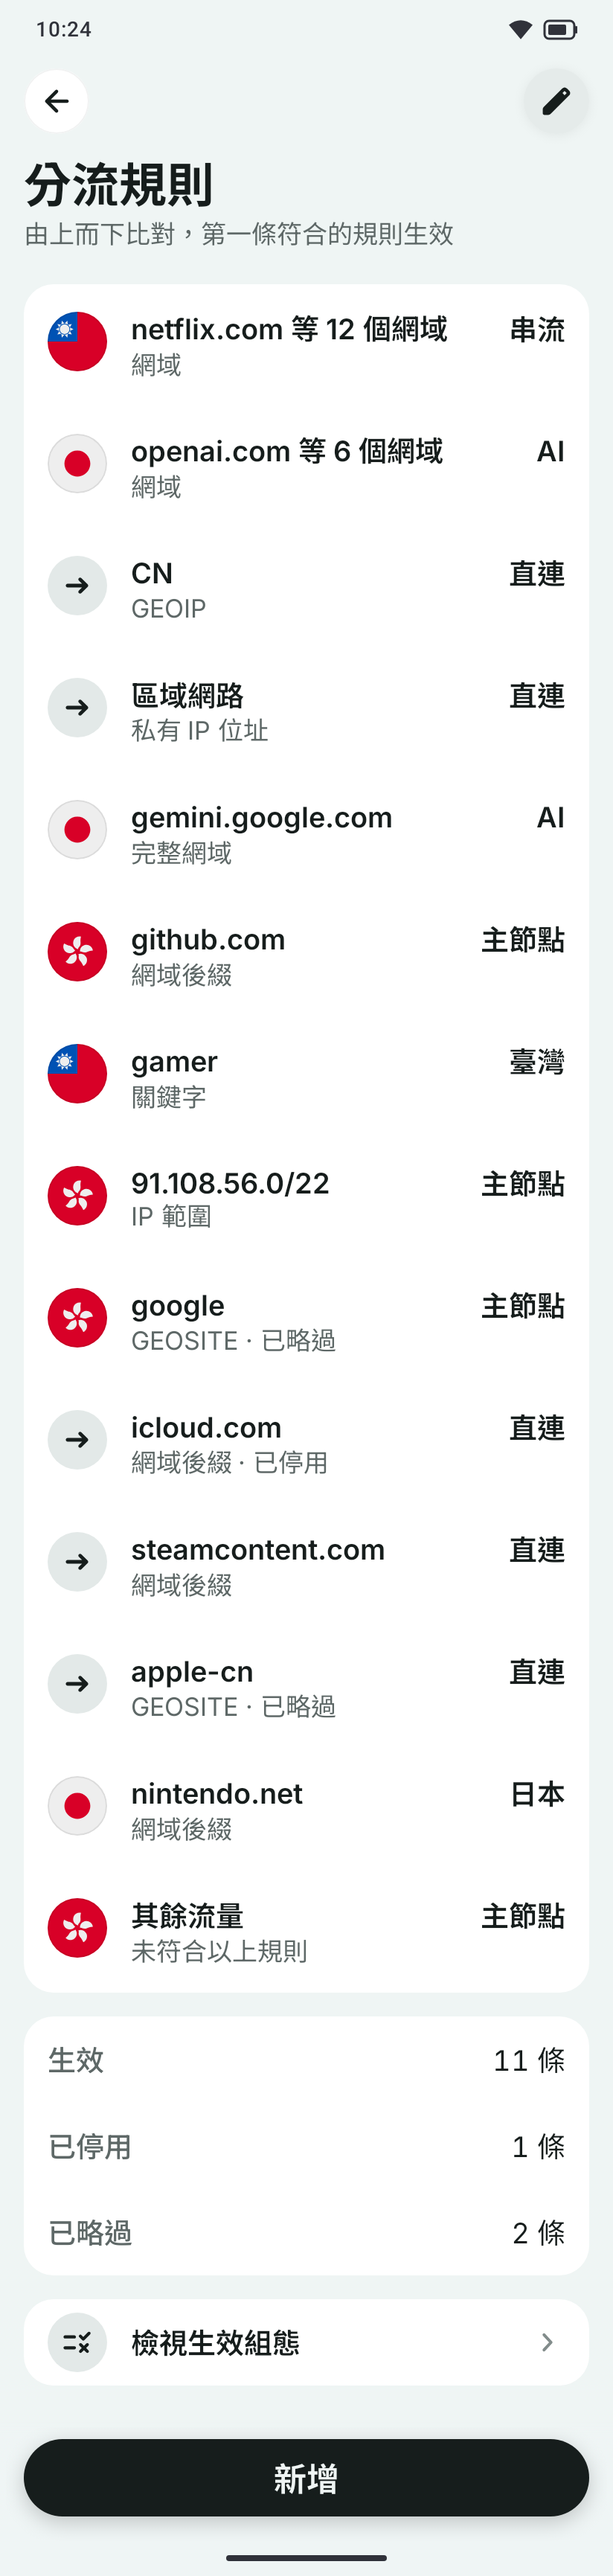 10:24
分流規則
由上而下比對，第一條符合的規則生效
netflix.com 等 12 個網域
串流
網域
openai.com 等 6 個網域
AI
網域
CN
直連
GEOIP
區域網路
直連
私有 IP 位址
gemini.google.com
AI
完整網域
github.com
主節點
網域後綴
gamer
臺灣
關鍵字
91.108.56.0/22
主節點
IP 範圍
google
主節點
GEOSITE · 已略過
icloud.com
直連
網域後綴 · 已停用
steamcontent.com
直連
網域後綴
apple-cn
直連
GEOSITE · 已略過
nintendo.net
日本
網域後綴
其餘流量
主節點
未符合以上規則
生效
11 條
已停用
1 條
已略過
2 條
檢視生效組態
新增